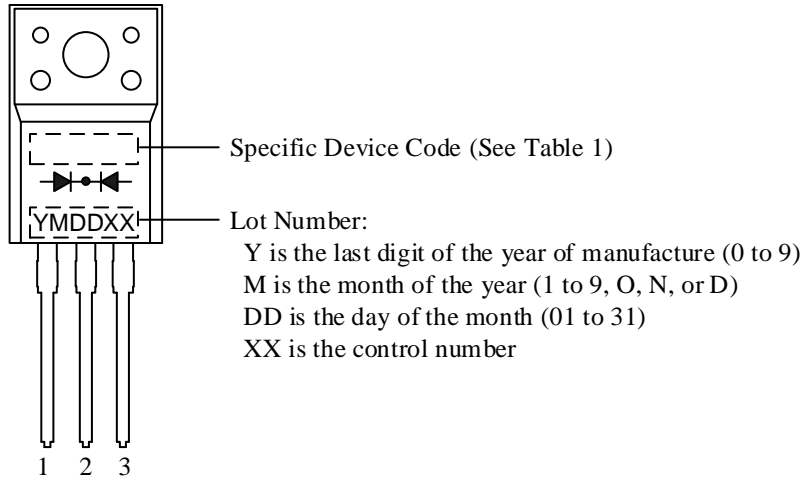 Specific Device Code (See Table 1)
YMDDXX
Lot Number:
Y is the last digit of the year of manufacture (0 to 9)
M is the month of the year (1 to 9, O, N, or D)
DD is the day of the month (01 to 31)
XX is the control number
1 2 3